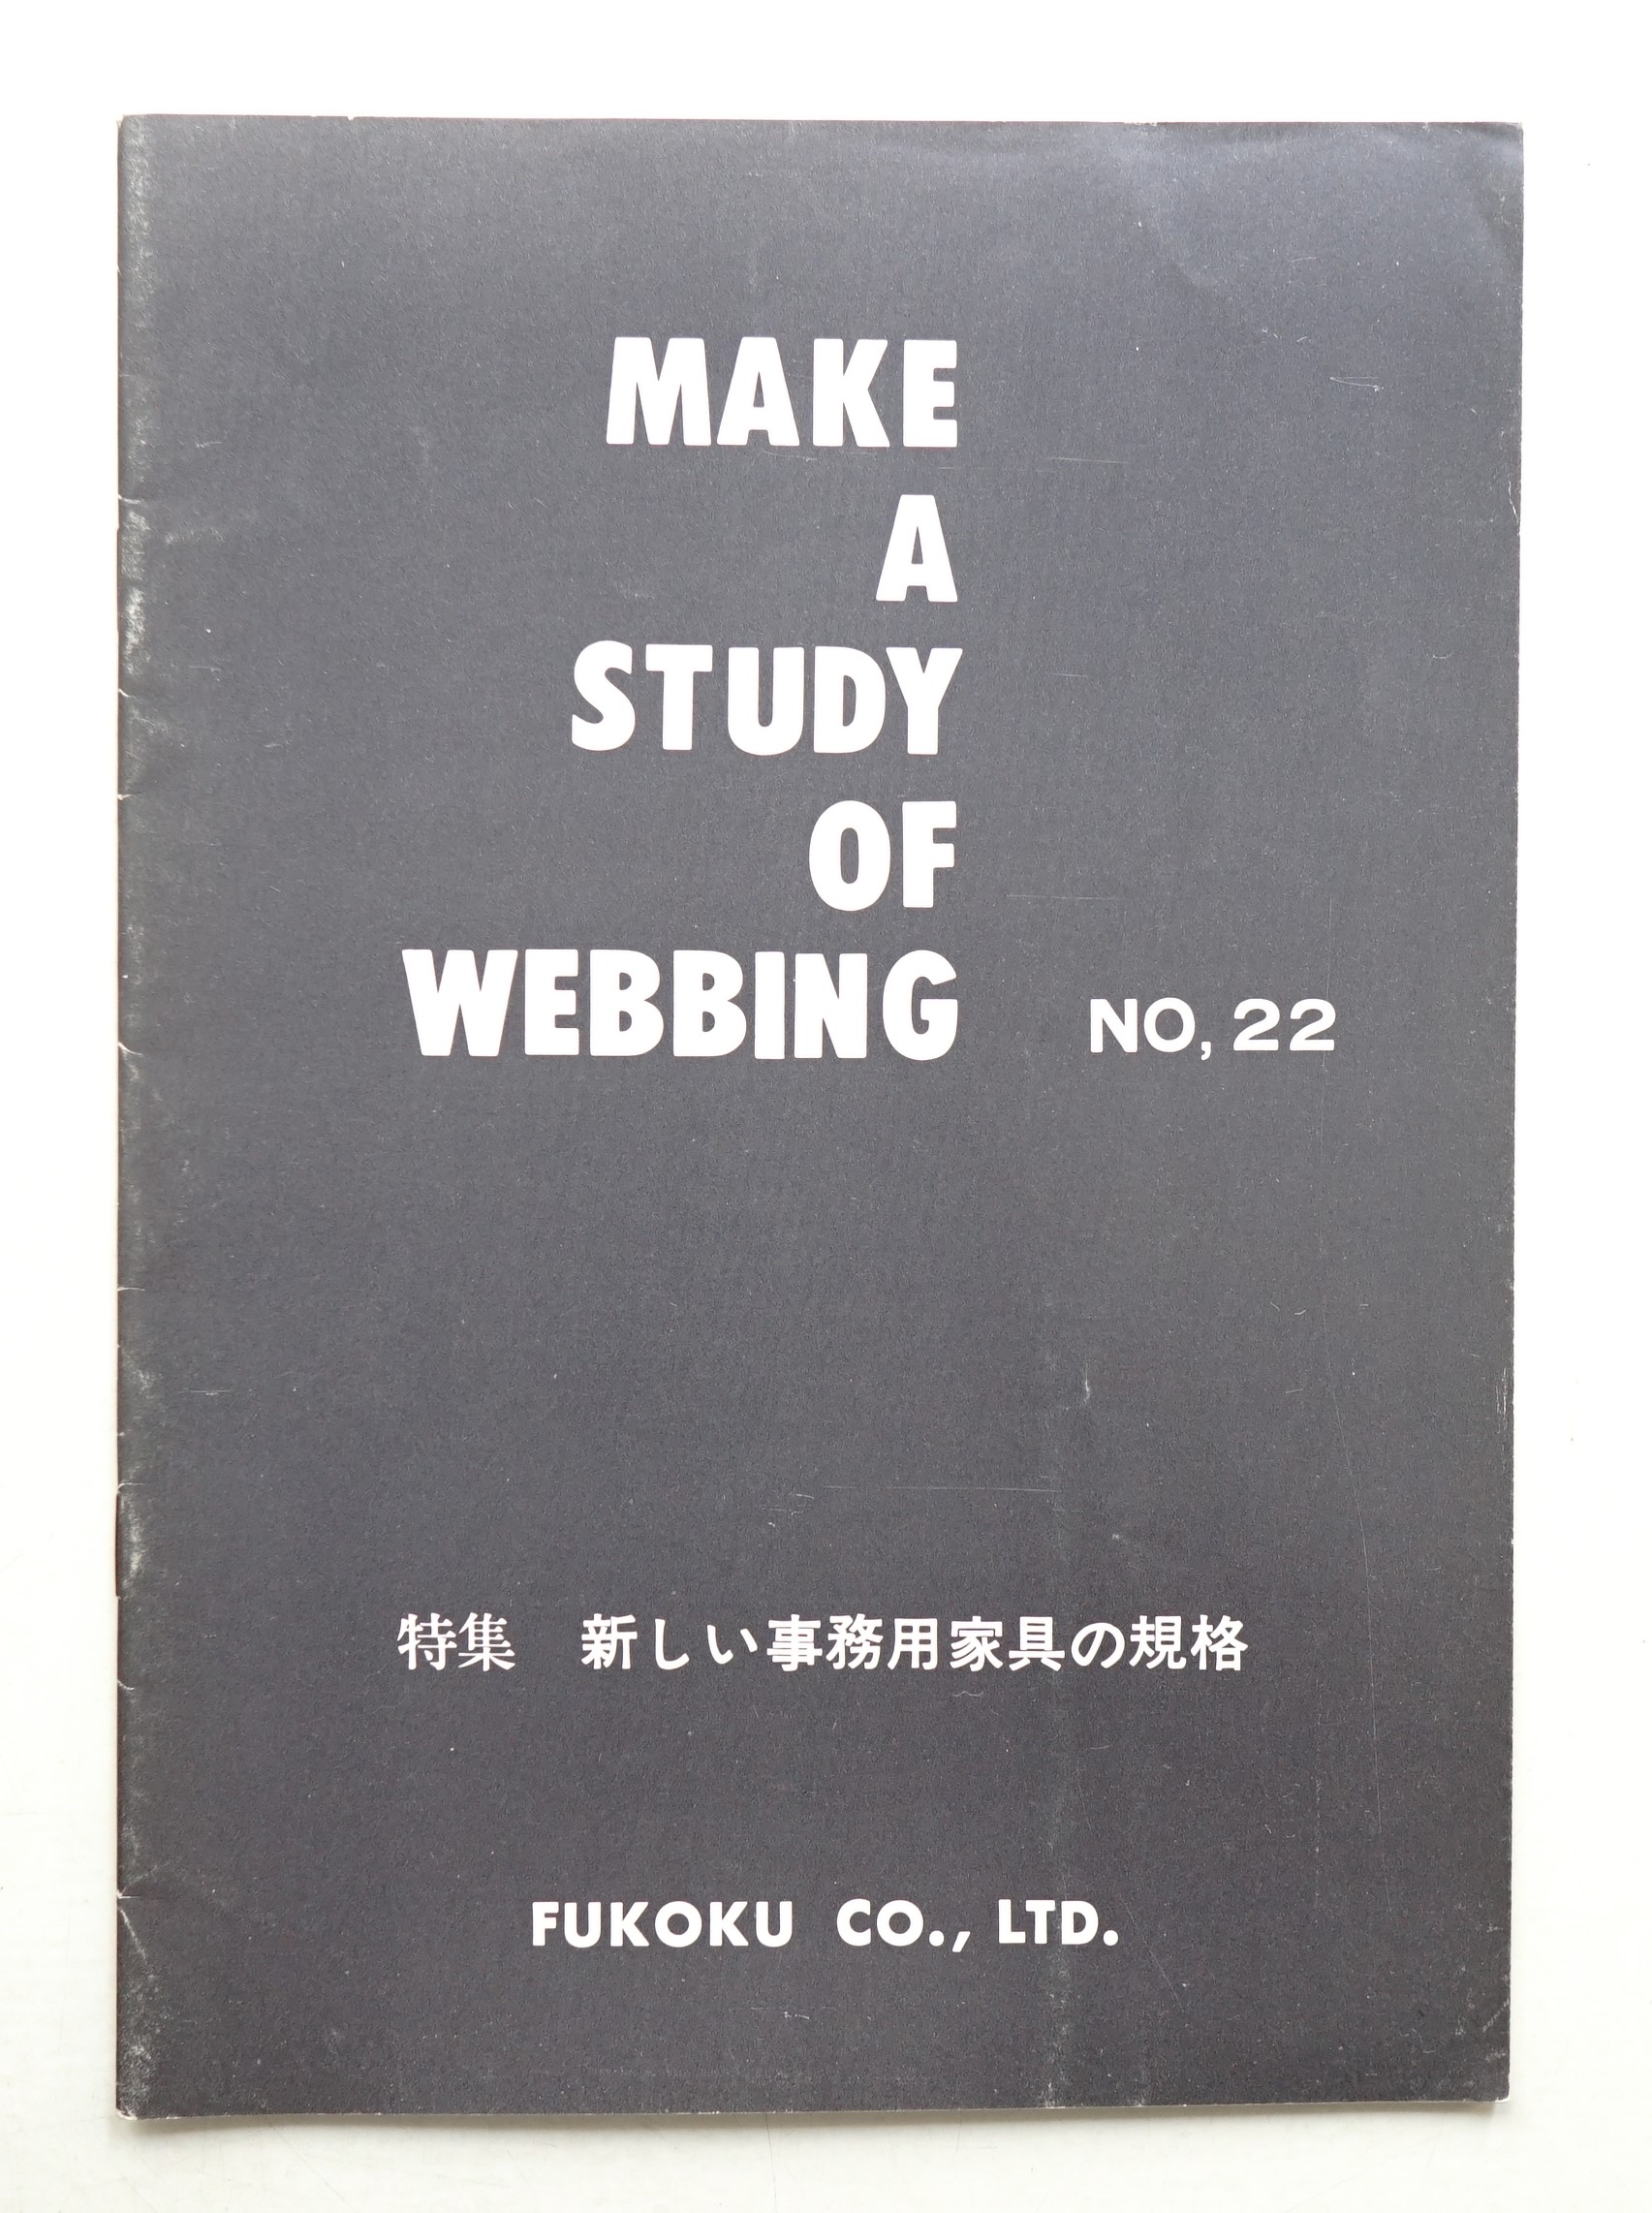 MAKE
A
STUDY
OF
WEBBING NO, 22
特集 新しい事務用家具の規格
FUKOKU CO., LTD.